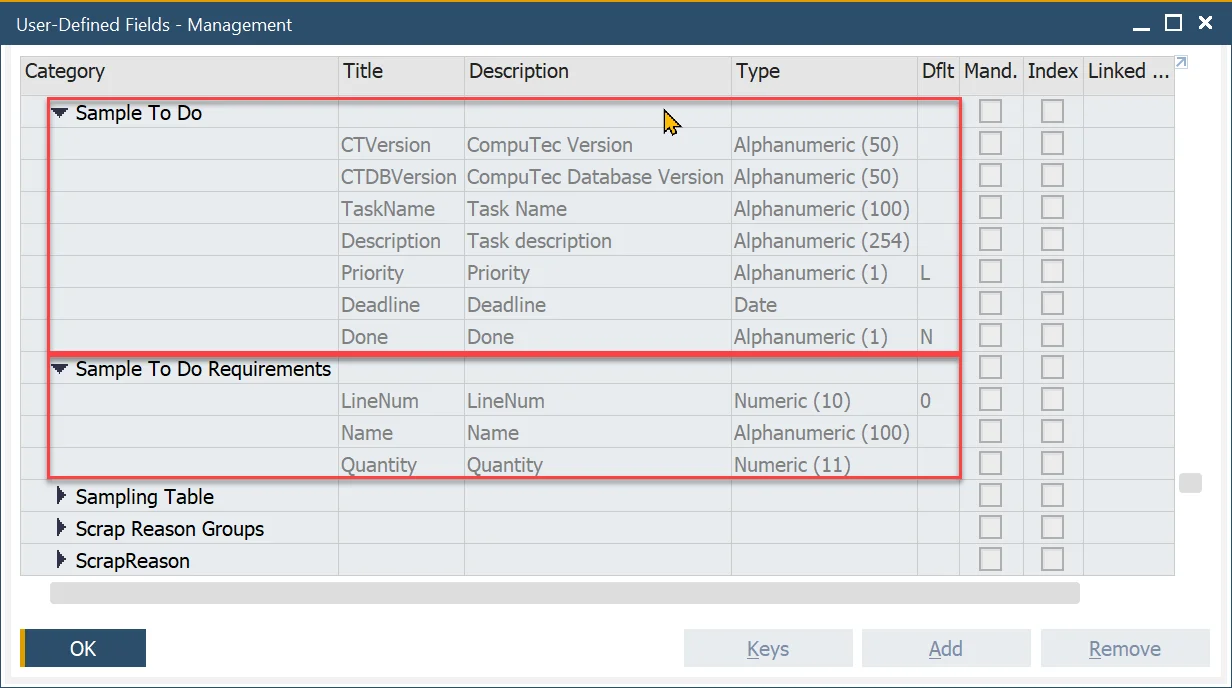 User-Defined Fields - Management
Category Title Description Type Dflt Mand. Index Linked ...
Sample To Do
CTVersion CompuTec Version Alphanumeric (50)
CTDBVersion CompuTec Database Version Alphanumeric (50)
TaskName Task Name Alphanumeric (100)
Description Task description Alphanumeric (254)
Priority Priority Alphanumeric (1) L
Deadline Deadline Date
Done Done Alphanumeric (1) N
Sample To Do Requirements
LineNum LineNum Numeric (10) 0
Name Name Alphanumeric (100)
Quantity Quantity Numeric (11)
Sampling Table
Scrap Reason Groups
ScrapReason
OK Keys Add Remove